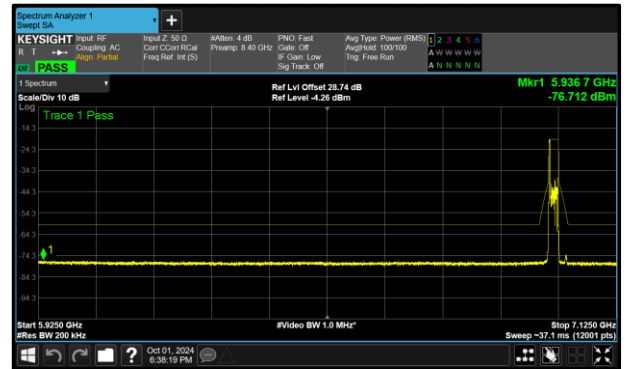 Spectrum Analyzer 1
Swept SA
+
KEYSIGHT Input: RF Input Z: 50 Ω #Atten: 4 dB PNO: Fast Avg Type: Power (RMS) 1 2 3 4 5 6
R T Coupling: AC Corr CCorr RCal Preamp: 8.40 GHz Gate: Off Avg|Hold: 100/100 A W W W W W
Align: Partial Freq Ref: Int (S) IF Gain: Low Trig: Free Run
PASS Sig Track: Off A N N N N N
1 Spectrum Ref Lvl Offset 28.74 dB Mkr1 5.936 7 GHz
Scale/Div 10 dB Ref Level -4.26 dBm -76.712 dBm
Log
Trace 1 Pass
-14.3
-24.3
-34.3
-44.3
-54.3
-64.3
1
-74.3
-84.3
-94.3
Start 5.9250 GHz #Video BW 1.0 MHz* Stop 7.1250 GHz
#Res BW 200 kHz Sweep ~37.1 ms (12001 pts)
? Oct 01, 2024
6:38:19 PM